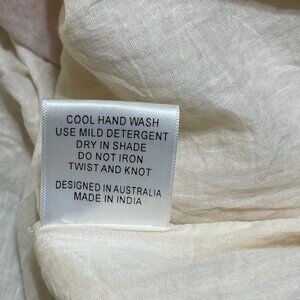 COOL HAND WASH
USE MILD DETERGENT
DRY IN SHADE
DO NOT IRON
TWIST AND KNOT
DESIGNED IN AUSTRALIA
MADE IN INDIA